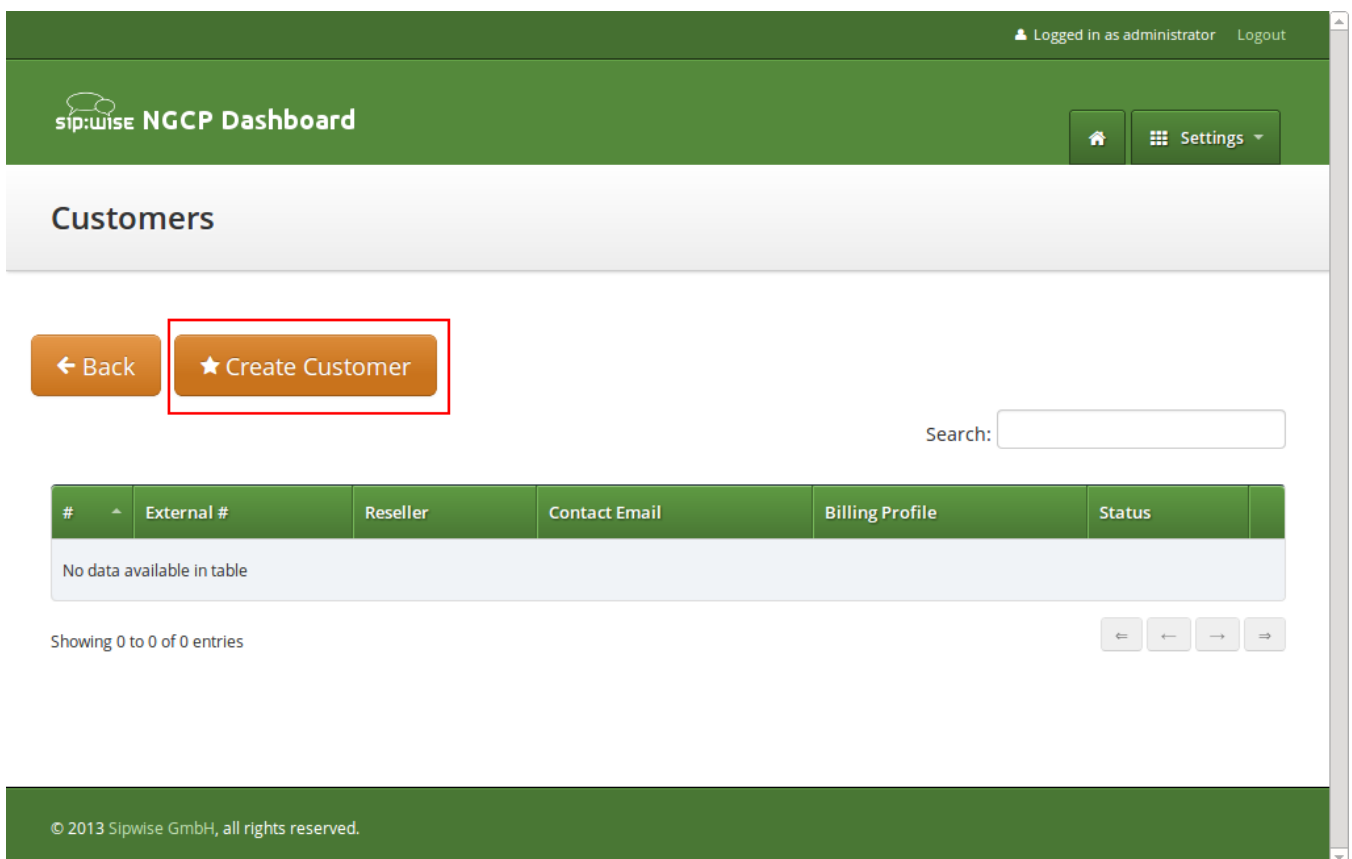 Logged in as administrator Logout
sip:wise NGCP Dashboard
Settings
Customers
Back
Create Customer
Search:
# External # Reseller Contact Email Billing Profile Status
No data available in table
Showing 0 to 0 of 0 entries
⇐ ← → ⇒
© 2013 Sipwise GmbH, all rights reserved.